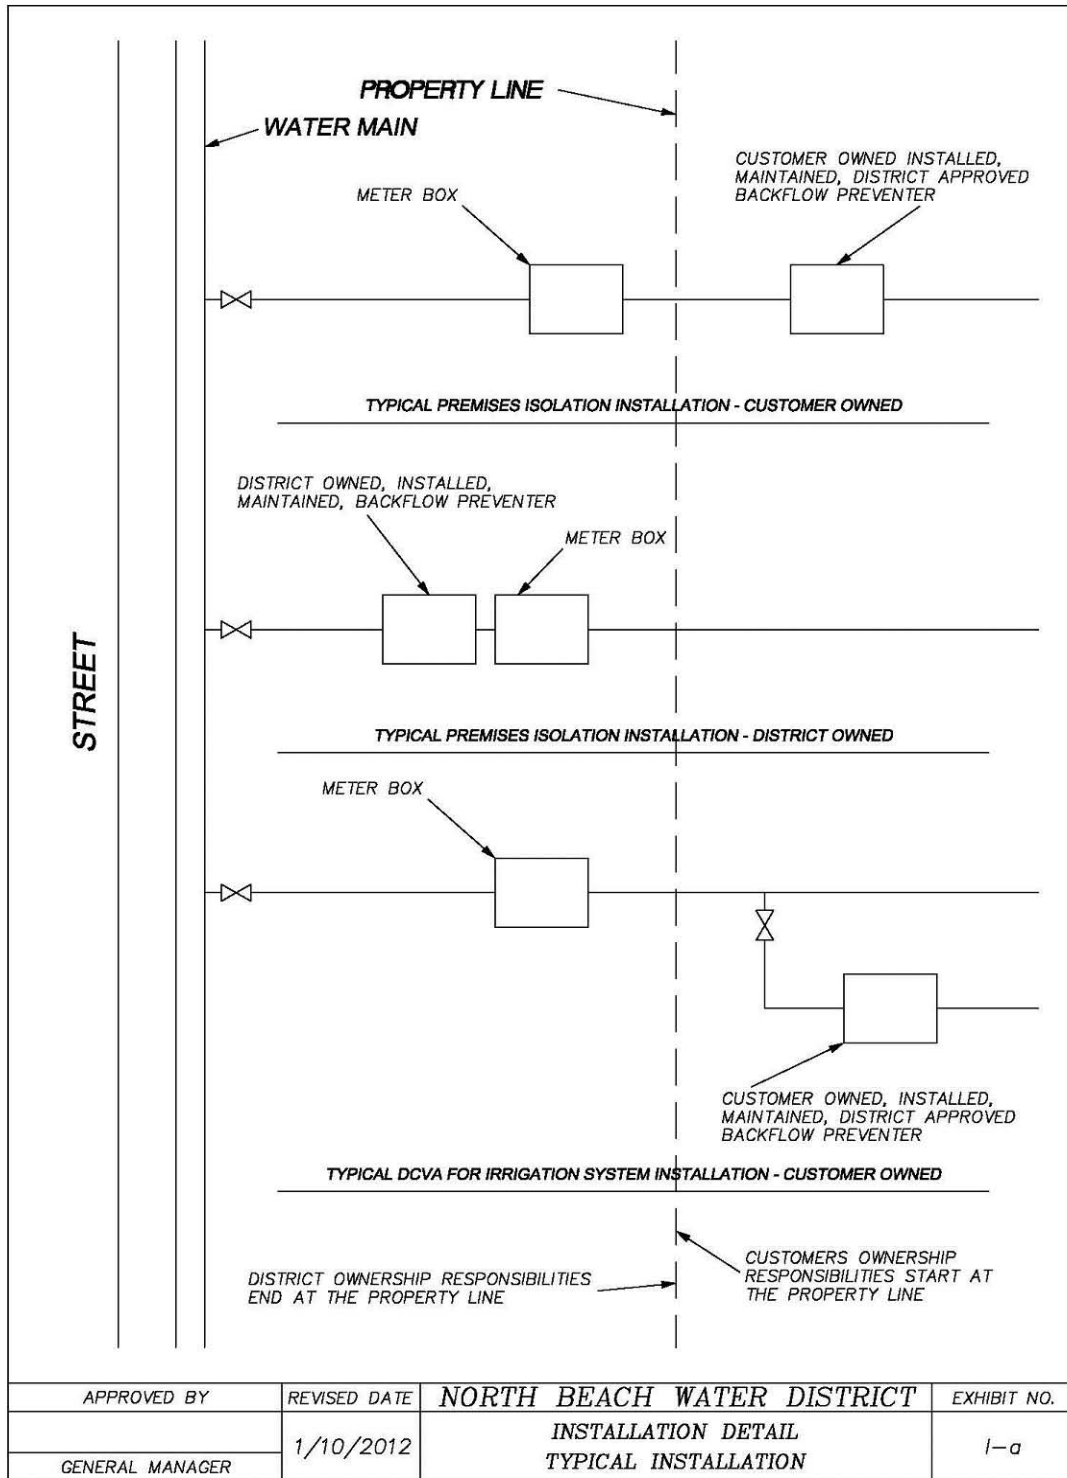 PROPERTY LINE
WATER MAIN
CUSTOMER OWNED INSTALLED,
MAINTAINED, DISTRICT APPROVED
BACKFLOW PREVENTER
METER BOX
TYPICAL PREMISES ISOLATION INSTALLATION - CUSTOMER OWNED
DISTRICT OWNED, INSTALLED,
MAINTAINED, BACKFLOW PREVENTER
METER BOX
STREET
TYPICAL PREMISES ISOLATION INSTALLATION - DISTRICT OWNED
METER BOX
CUSTOMER OWNED, INSTALLED,
MAINTAINED, DISTRICT APPROVED
BACKFLOW PREVENTER
TYPICAL DCVA FOR IRRIGATION SYSTEM INSTALLATION - CUSTOMER OWNED
DISTRICT OWNERSHIP RESPONSIBILITIES
END AT THE PROPERTY LINE
CUSTOMERS OWNERSHIP
RESPONSIBILITIES START AT
THE PROPERTY LINE
APPROVED BY
GENERAL MANAGER
REVISED DATE
1/10/2012
NORTH BEACH WATER DISTRICT
INSTALLATION DETAIL
TYPICAL INSTALLATION
EXHIBIT NO.
1-a